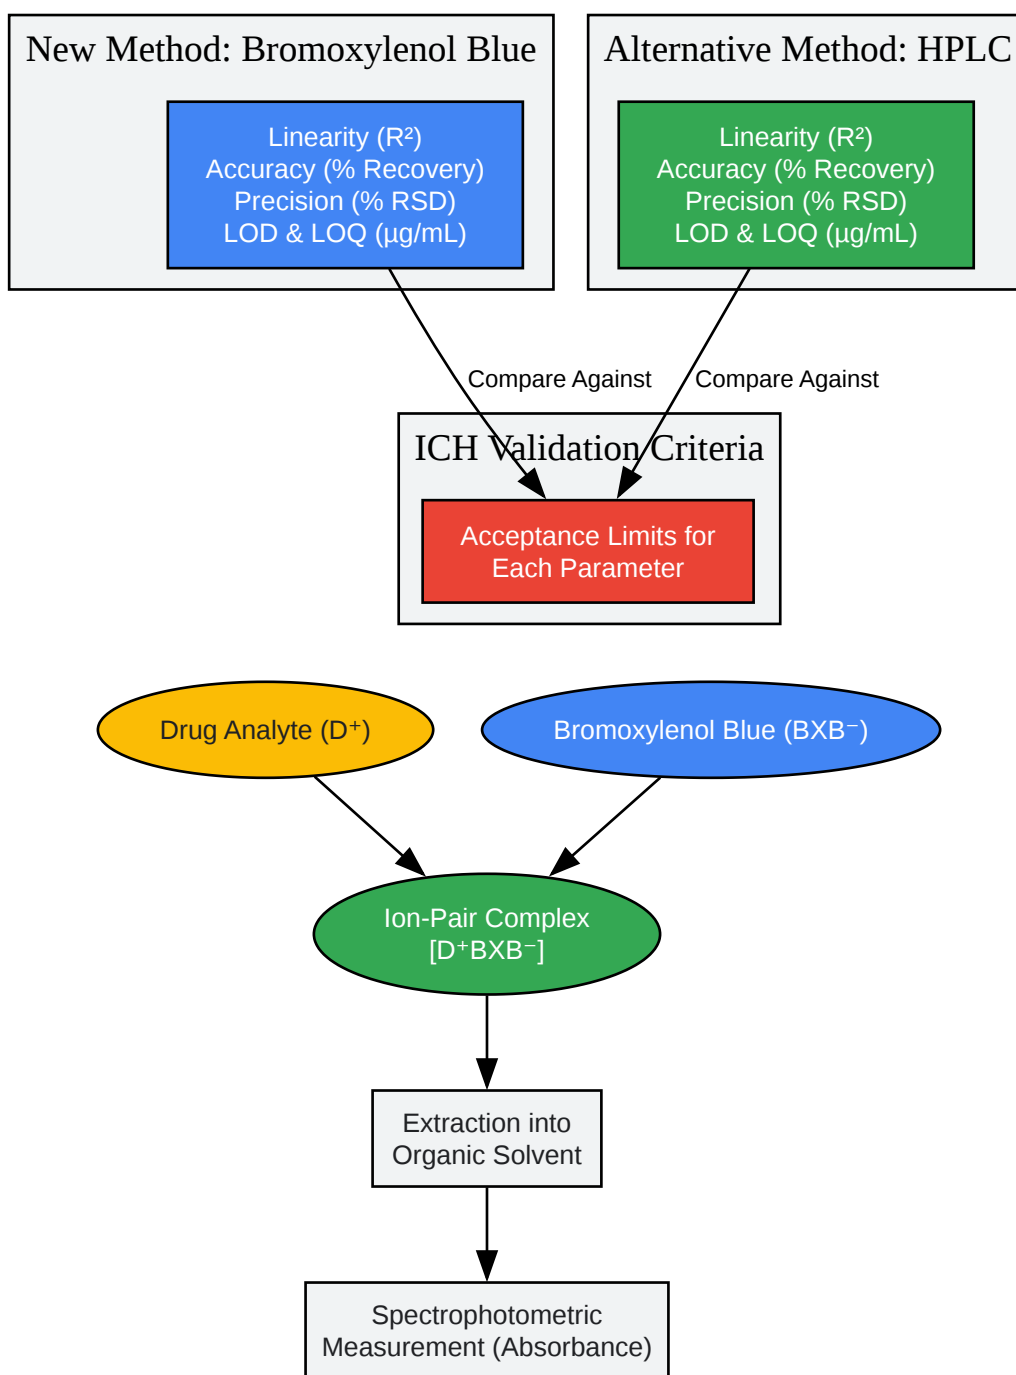 New Method: Bromoxylenol Blue
Linearity (R²)
Accuracy (% Recovery)
Precision (% RSD)
LOD & LOQ (µg/mL)
Alternative Method: HPLC
Linearity (R²)
Accuracy (% Recovery)
Precision (% RSD)
LOD & LOQ (µg/mL)
Compare Against
Compare Against
ICH Validation Criteria
Acceptance Limits for
Each Parameter
Drug Analyte (D⁺)
Bromoxylenol Blue (BXB⁻)
Ion-Pair Complex
[D⁺BXB⁻]
Extraction into
Organic Solvent
Spectrophotometric
Measurement (Absorbance)